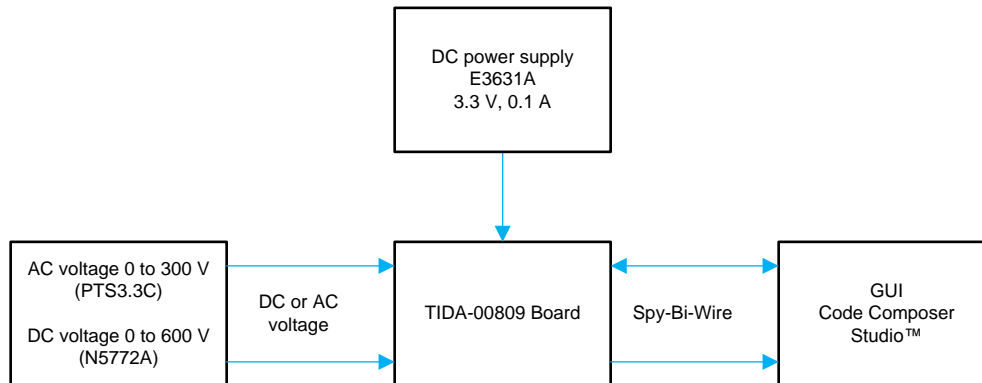 DC power supply
E3631A
3.3 V, 0.1 A
AC voltage 0 to 300 V
(PTS3.3C)
DC voltage 0 to 600 V
(N5772A)
DC or AC
voltage
TIDA-00809 Board
Spy-Bi-Wire
GUI
Code Composer
Studio™